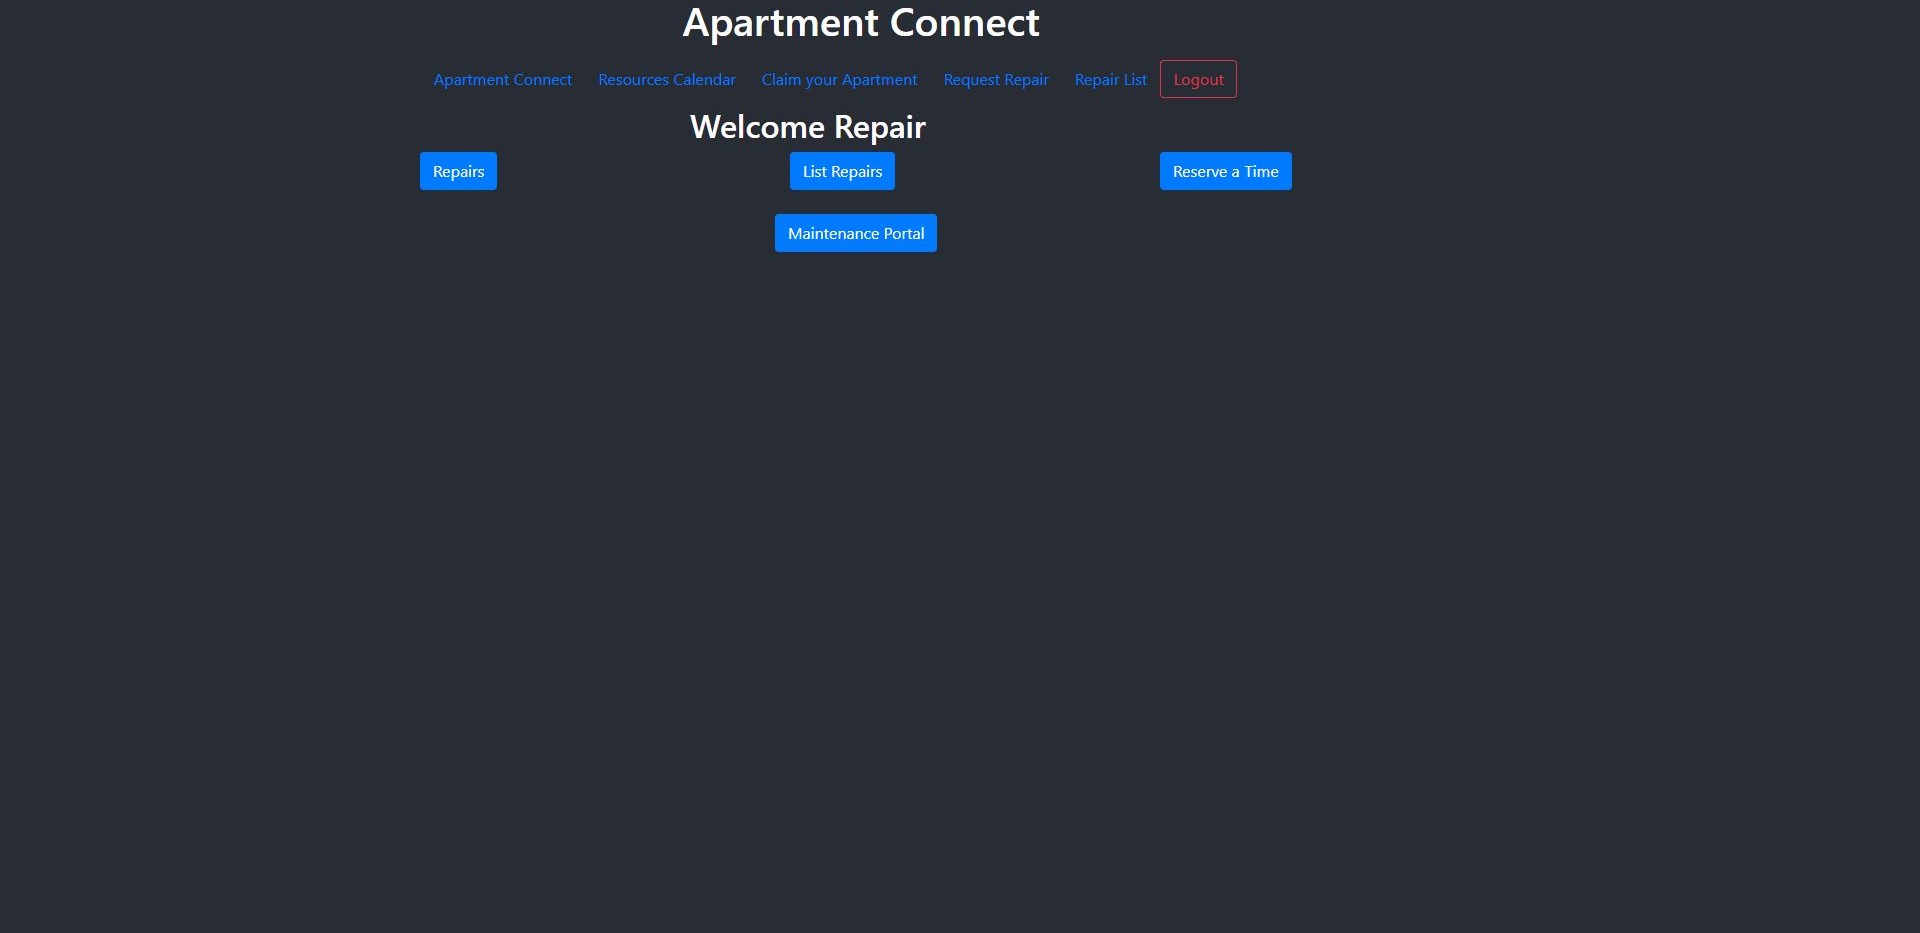 Apartment Connect
Apartment Connect Resources Calendar Claim your Apartment Request Repair Repair List Logout
Welcome Repair
Repairs List Repairs Reserve a Time
Maintenance Portal